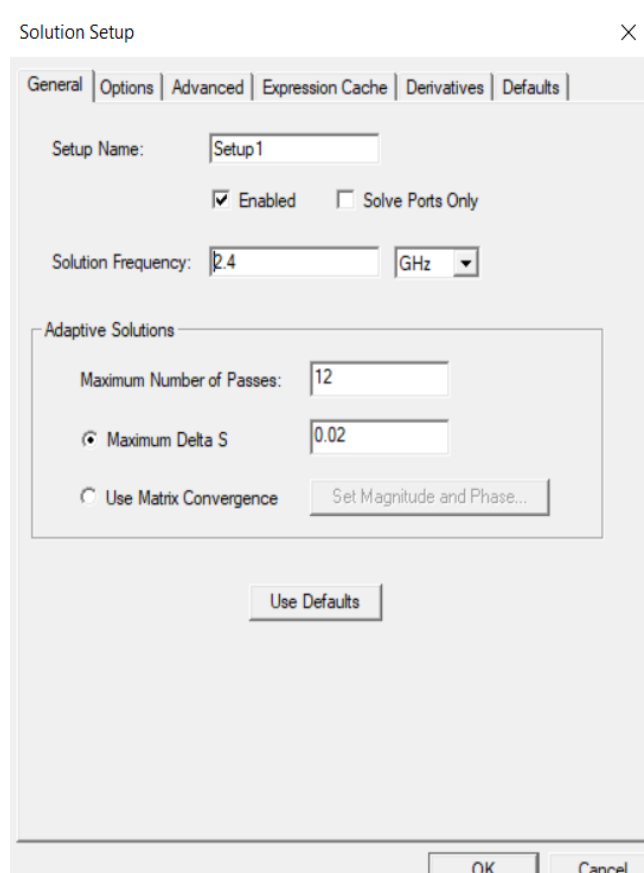 Solution Setup
General Options Advanced Expression Cache Derivatives Defaults
Setup Name: Setup1
Enabled Solve Ports Only
Solution Frequency: 2.4 GHz
Adaptive Solutions
Maximum Number of Passes: 12
Maximum Delta S 0.02
Use Matrix Convergence Set Magnitude and Phase...
Use Defaults
OK Cancel